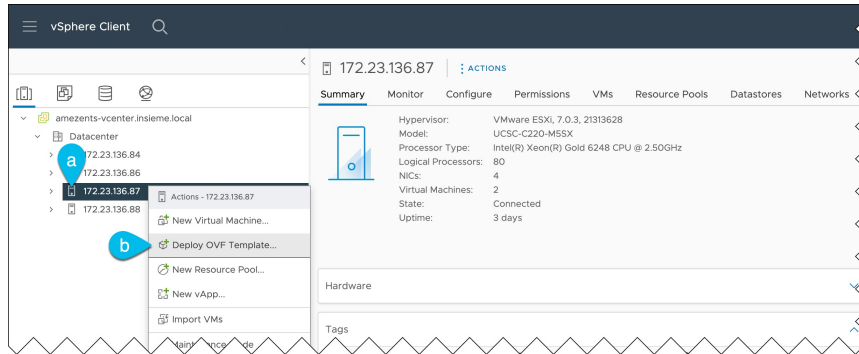 vSphere Client
172.23.136.87
ACTIONS
Summary Monitor Configure Permissions VMs Resource Pools Datastores Networks
amezents-vcenter.insieme.local
Datacenter
172.23.136.84
172.23.136.86
172.23.136.87
172.23.136.88
a
b
Actions - 172.23.136.87
New Virtual Machine...
Deploy OVF Template...
New Resource Pool...
New vApp...
Import VMs
Hypervisor: VMware ESXi, 7.0.3, 21313628
Model: UCSC-C220-M5SX
Processor Type: Intel(R) Xeon(R) Gold 6248 CPU @ 2.50GHz
Logical Processors: 80
NICs: 4
Virtual Machines: 2
State: Connected
Uptime: 3 days
Hardware
Tags